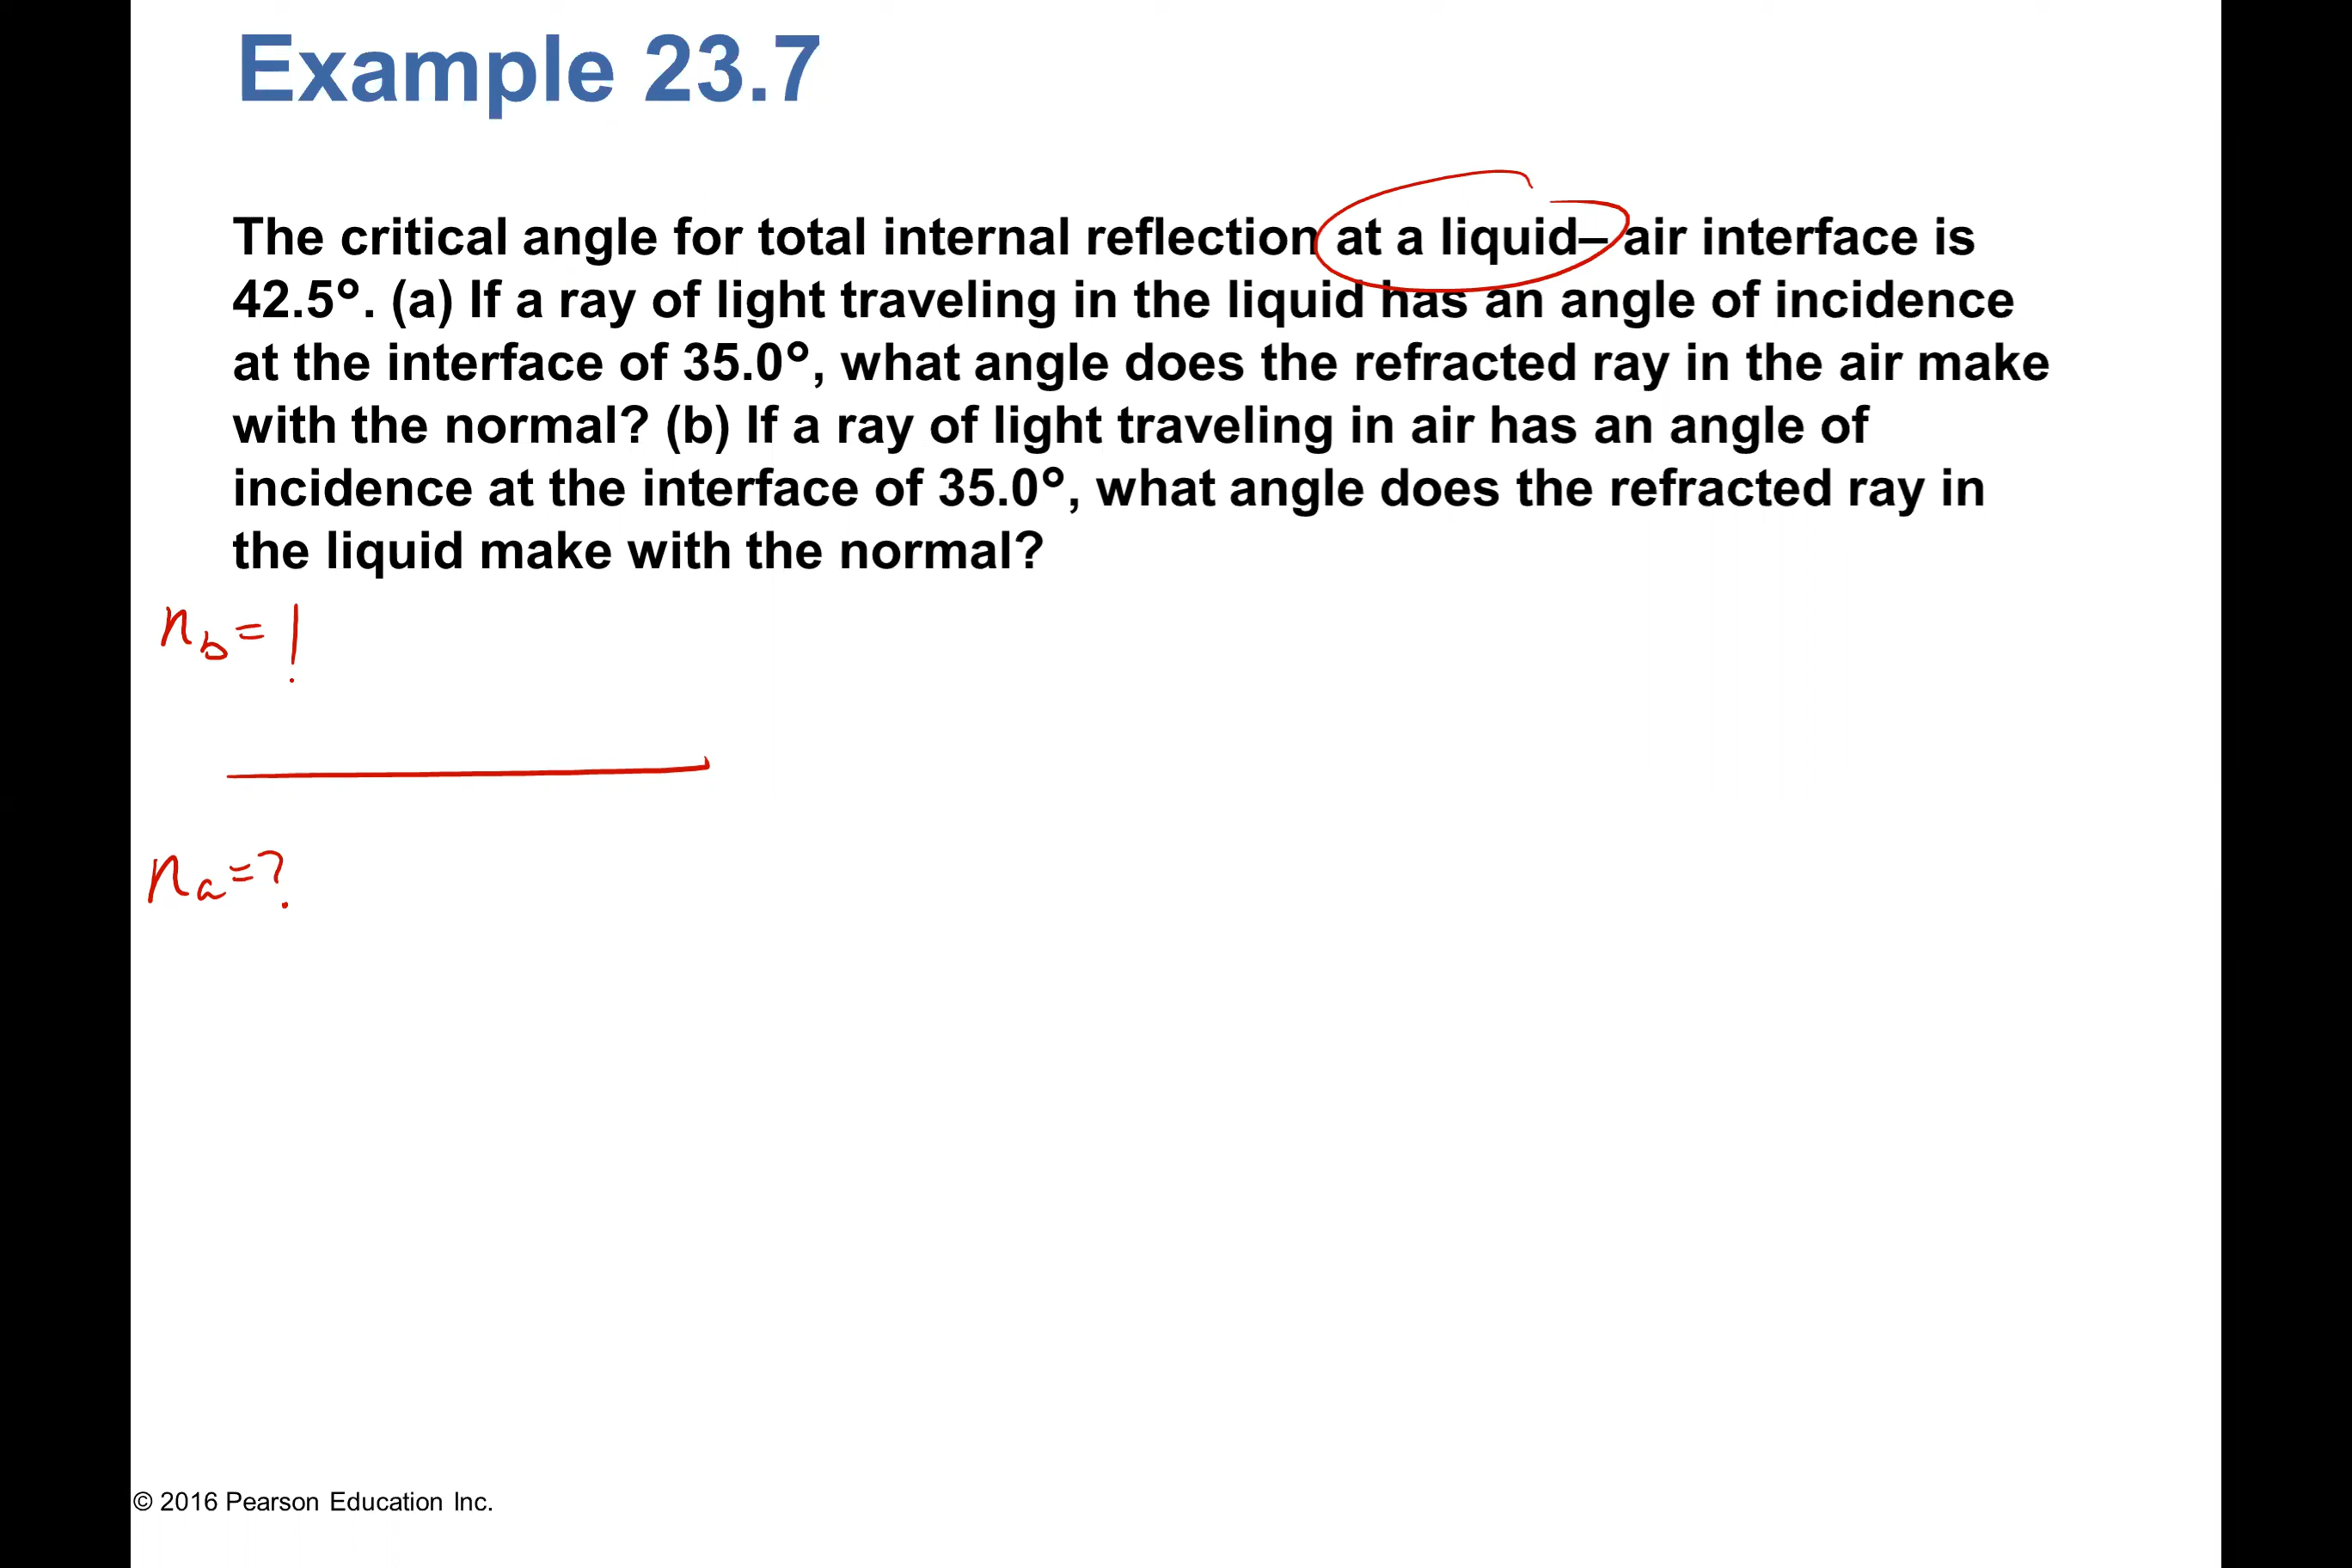 Example 23.7
The critical angle for total internal reflection at a liquid– air interface is
42.5°. (a) If a ray of light traveling in the liquid has an angle of incidence
at the interface of 35.0°, what angle does the refracted ray in the air make
with the normal? (b) If a ray of light traveling in air has an angle of
incidence at the interface of 35.0°, what angle does the refracted ray in
the liquid make with the normal?
n_b = 1.
n_a = ?
© 2016 Pearson Education Inc.